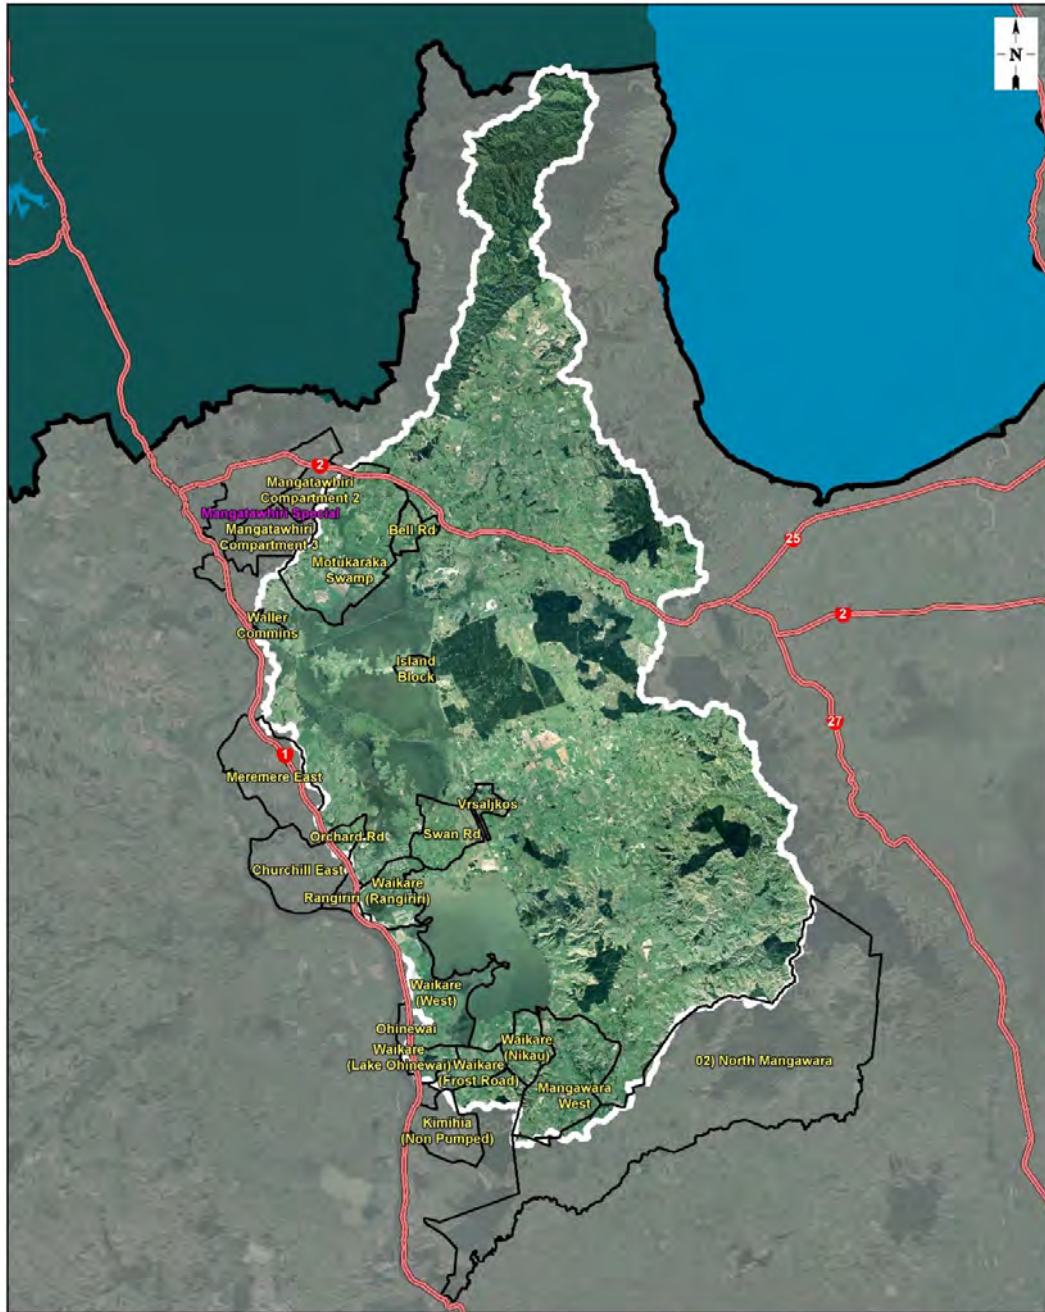 N
2
Mangatawhiri
Compartment 2
Mangatawhiri Special
Mangatawhiri
Compartment 3
Bell Rd
Motukaraka
Swamp
25
2
Waller
Commins
Island
Block
27
1
Meremere East
Vrsaljkos
Orchard Rd
Swan Rd
Churchill East
Waikare
(Rangiriri)
Rangiriri
Waikare
(West)
Ohinewai
Waikare
(Lake Ohinewai)
Waikare
(Frost Road)
Waikare
(Nikau)
Mangawara
West
02) North Mangawara
Kimihia
(Non Pumped)